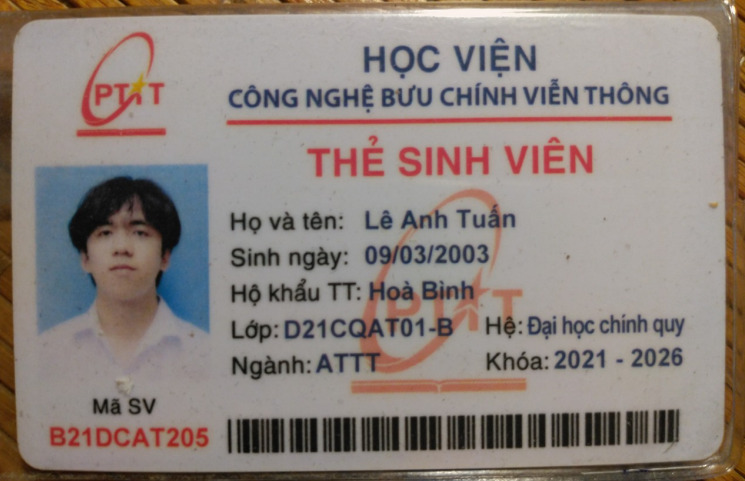 PTIT
HỌC VIỆN
CÔNG NGHỆ BƯU CHÍNH VIỄN THÔNG
THẺ SINH VIÊN
Họ và tên: Lê Anh Tuấn
Sinh ngày: 09/03/2003
Hộ khẩu TT: Hoà Bình
Lớp: D21CQAT01-B Hệ: Đại học chính quy
Ngành: ATTT Khóa: 2021 - 2026
Mã SV
B21DCAT205